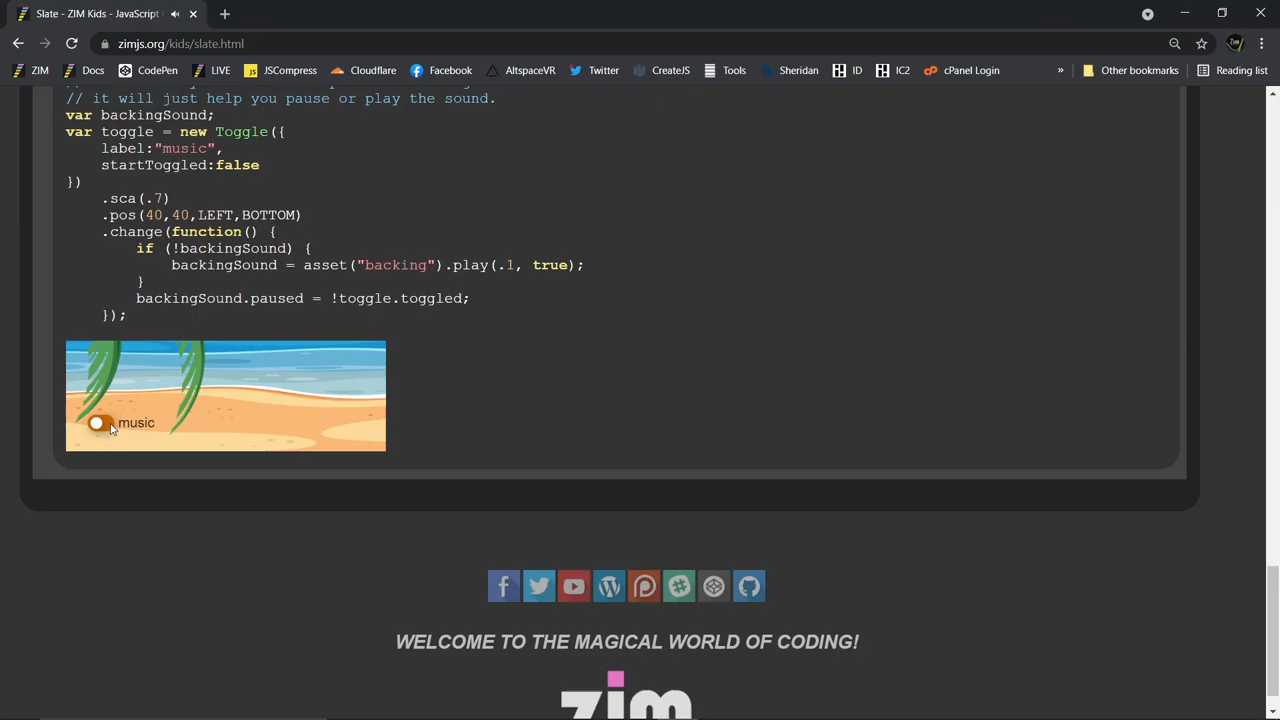 Slate - ZIM Kids - JavaScript
zimjs.org/kids/slate.html
ZIM Docs CodePen LIVE JSCompress Cloudflare Facebook AltspaceVR Twitter CreateJS Tools Sheridan ID IC2 cPanel Login » Other bookmarks Reading list
// it will just help you pause or play the sound.
var backingSound;
var toggle = new Toggle({
label:"music",
startToggled:false
})
.sca(.7)
.pos(40,40,LEFT,BOTTOM)
.change(function() {
if (!backingSound) {
backingSound = asset("backing").play(.1, true);
}
backingSound.paused = !toggle.toggled;
});
music
WELCOME TO THE MAGICAL WORLD OF CODING!
zim